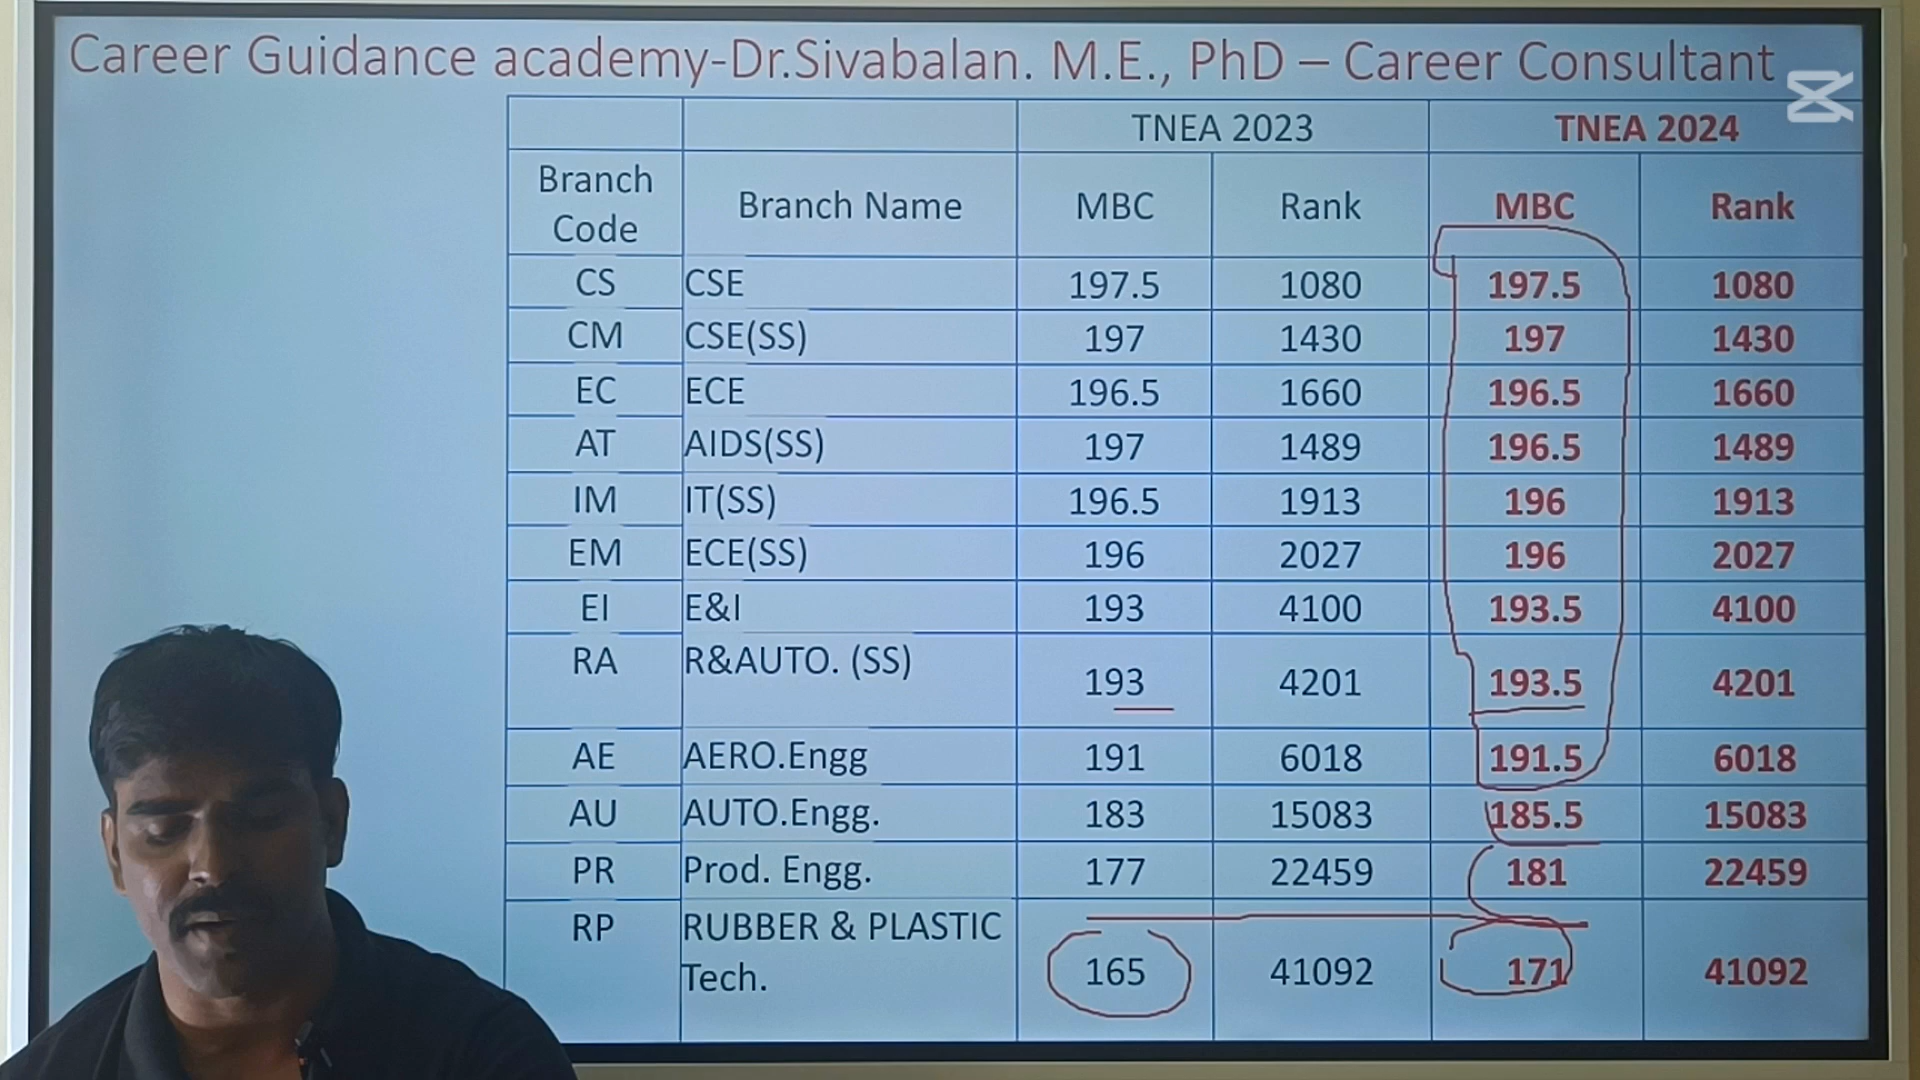 Career Guidance academy-Dr.Sivabalan. M.E., PhD – Career Consultant
TNEA 2023 TNEA 2024
Branch Code Branch Name MBC Rank MBC Rank
CS CSE 197.5 1080 197.5 1080
CM CSE(SS) 197 1430 197 1430
EC ECE 196.5 1660 196.5 1660
AT AIDS(SS) 197 1489 196.5 1489
IM IT(SS) 196.5 1913 196 1913
EM ECE(SS) 196 2027 196 2027
EI E&I 193 4100 193.5 4100
RA R&AUTO. (SS) 193 4201 193.5 4201
AE AERO.Engg 191 6018 191.5 6018
AU AUTO.Engg. 183 15083 185.5 15083
PR Prod. Engg. 177 22459 181 22459
RP RUBBER & PLASTIC Tech. 165 41092 171 41092